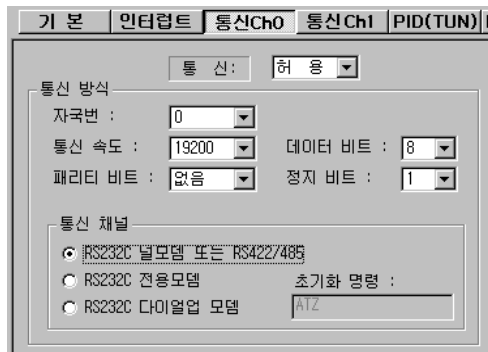 기 본 인터럽트 통신Ch0 통신Ch1 PID(TUN)
통 신: 허 용
통신 방식
자국번 : 0
통신 속도 : 19200 데이터 비트 : 8
패리티 비트 : 없음 정지 비트 : 1
통신 채널
RS232C 널모뎀 또는 RS422/485
RS232C 전용모뎀 초기화 명령 :
RS232C 다이얼업 모뎀 ATZ